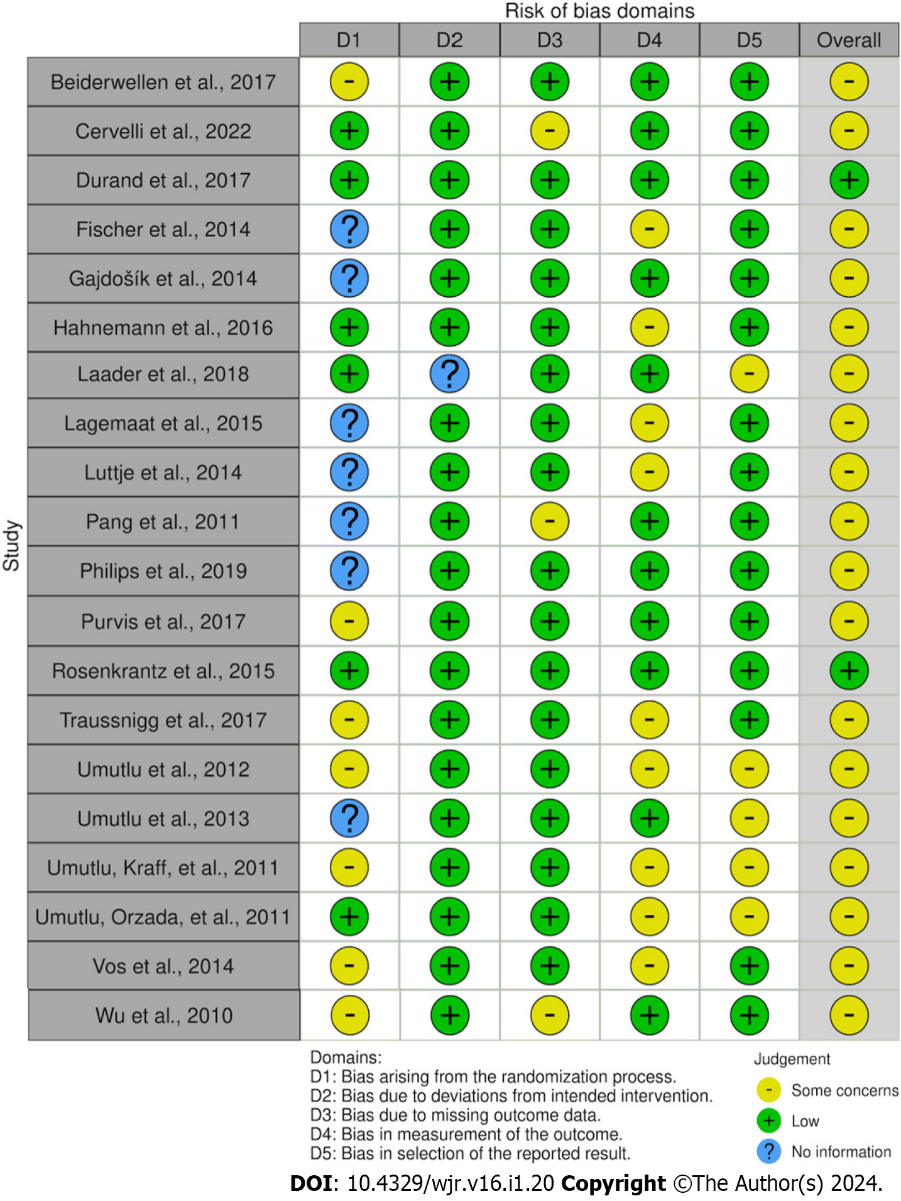 Risk of bias domains
D1 D2 D3 D4 D5 Overall
Study
Beiderwellen et al., 2017 - + + + + -
Cervelli et al., 2022 + + - + + -
Durand et al., 2017 + + + + + +
Fischer et al., 2014 ? + + - + -
Gajdošík et al., 2014 ? + + + + -
Hahnemann et al., 2016 + + + - + -
Laader et al., 2018 + ? + + - -
Lagemaat et al., 2015 ? + + - + -
Luttje et al., 2014 ? + + - + -
Pang et al., 2011 ? + - + + -
Philips et al., 2019 ? + + + + -
Purvis et al., 2017 - + + + + -
Rosenkrantz et al., 2015 + + + + + +
Traussnigg et al., 2017 - + + - + -
Umutlu et al., 2012 - + + - - -
Umutlu et al., 2013 ? + + + - -
Umutlu, Kraff, et al., 2011 - + + - - -
Umutlu, Orzada, et al., 2011 + + + - - -
Vos et al., 2014 - + + - + -
Wu et al., 2010 - + - + + -
Domains:
D1: Bias arising from the randomization process.
D2: Bias due to deviations from intended intervention.
D3: Bias due to missing outcome data.
D4: Bias in measurement of the outcome.
D5: Bias in selection of the reported result.
Judgement
- Some concerns
+ Low
? No information
DOI: 10.4329/wjr.v16.i1.20 Copyright ©The Author(s) 2024.